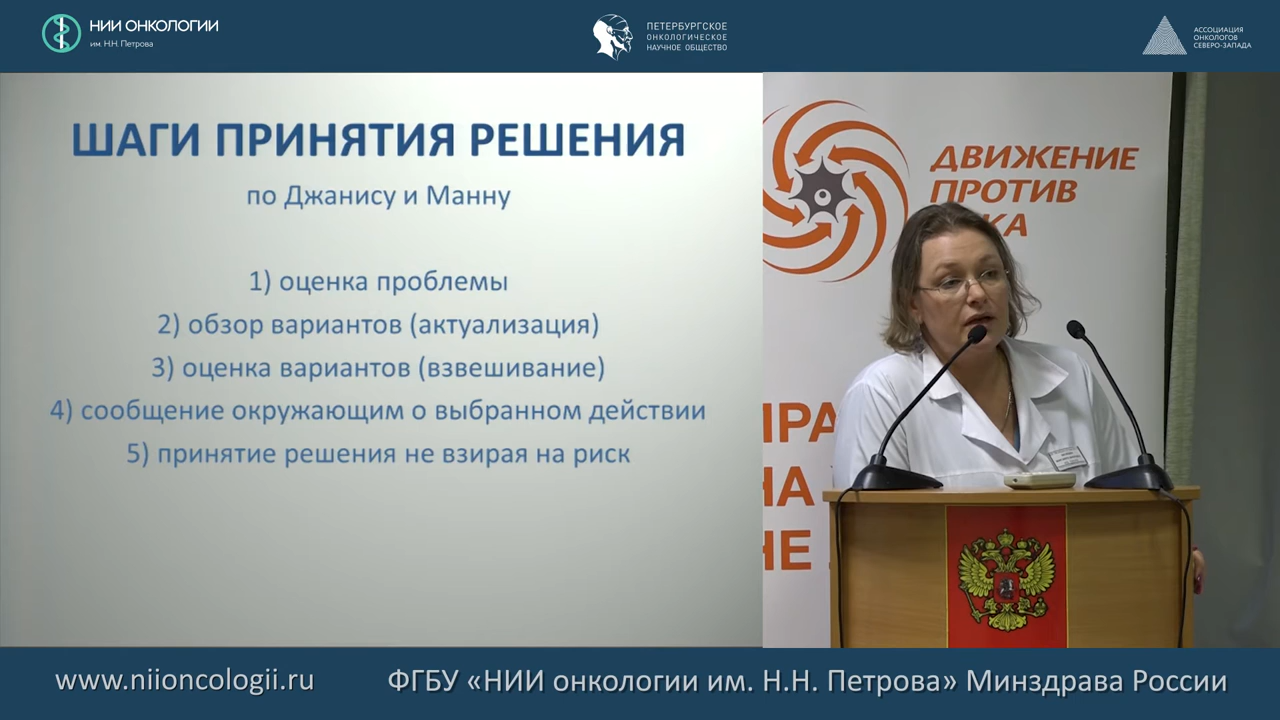 НИИ ОНКОЛОГИИ
им. Н.Н. Петрова
ПЕТЕРБУРГСКОЕ
ОНКОЛОГИЧЕСКОЕ
НАУЧНОЕ ОБЩЕСТВО
АССОЦИАЦИЯ
ОНКОЛОГОВ
СЕВЕРО-ЗАПАДА
ШАГИ ПРИНЯТИЯ РЕШЕНИЯ
по Джанису и Манну
1) оценка проблемы
2) обзор вариантов (актуализация)
3) оценка вариантов (взвешивание)
4) сообщение окружающим о выбранном действии
5) принятие решения не взирая на риск
ДВИЖЕНИЕ
ПРОТИВ
НА
НЕ
www.niioncologii.ru
ФГБУ «НИИ онкологии им. Н.Н. Петрова» Минздрава России